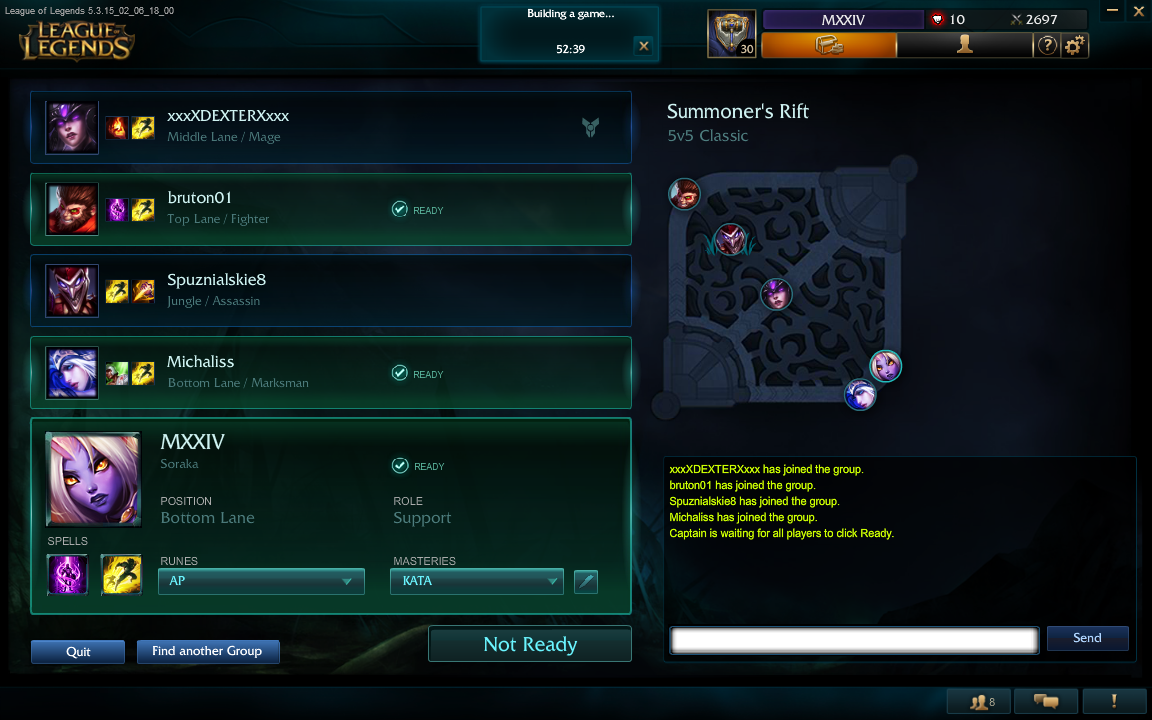 League of Legends 5.3.15_02_06_18_00
LEAGUE of LEGENDS
Building a game...
52:39
30
MXXIV
10
2697
?
xxxXDEXTERXxxx
Middle Lane / Mage
bruton01
Top Lane / Fighter
READY
Spuznialskie8
Jungle / Assassin
Michaliss
Bottom Lane / Marksman
READY
MXXIV
Soraka
READY
POSITION
Bottom Lane
ROLE
Support
SPELLS
RUNES
AP
MASTERIES
KATA
Quit
Find another Group
Not Ready
Summoner's Rift
5v5 Classic
xxxXDEXTERXxxx has joined the group.
bruton01 has joined the group.
Spuznialskie8 has joined the group.
Michaliss has joined the group.
Captain is waiting for all players to click Ready.
Send
8
!